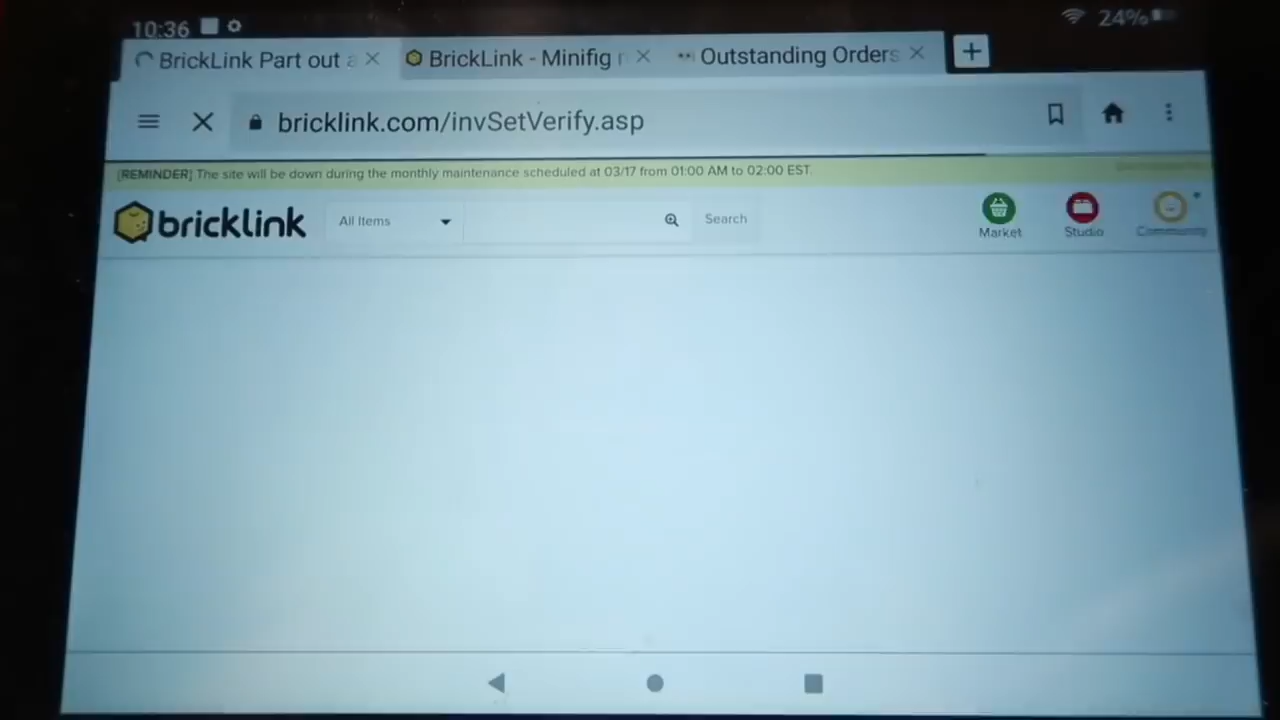 10:36
24%
BrickLink Part out a
BrickLink - Minifig
Outstanding Orders
bricklink.com/invSetVerify.asp
[REMINDER] The site will be down during the monthly maintenance scheduled at 03/17 from 01:00 AM to 02:00 EST.
bricklink
All Items
Search
Market
Studio
Community